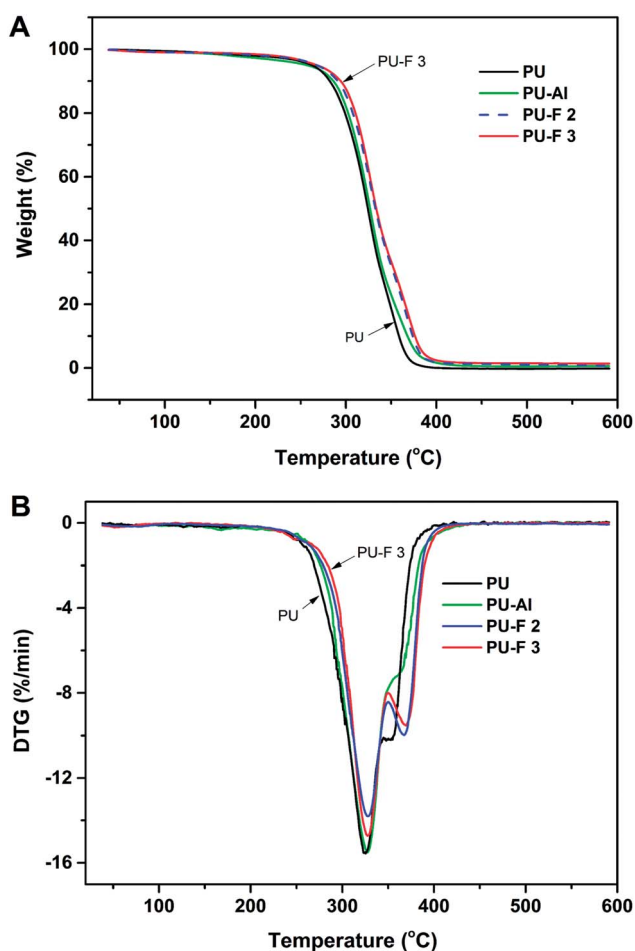 A
100
80
60
40
20
0
Weight (%)
PU-F 3
PU
PU
PU-Al
PU-F 2
PU-F 3
100
200
300
400
500
600
Temperature (°C)
B
0
-4
-8
-12
-16
DTG (%/min)
PU-F 3
PU
PU
PU-Al
PU-F 2
PU-F 3
100
200
300
400
500
600
Temperature (°C)